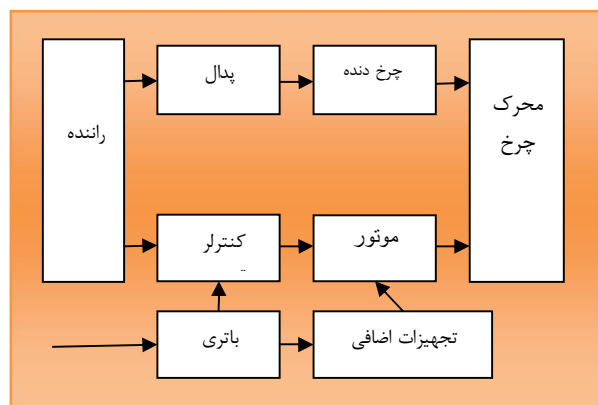 راننده
پدال
چرخ دنده
محرک
چرخ
کنترلر
موتور
باتری
تجهیزات اضافی